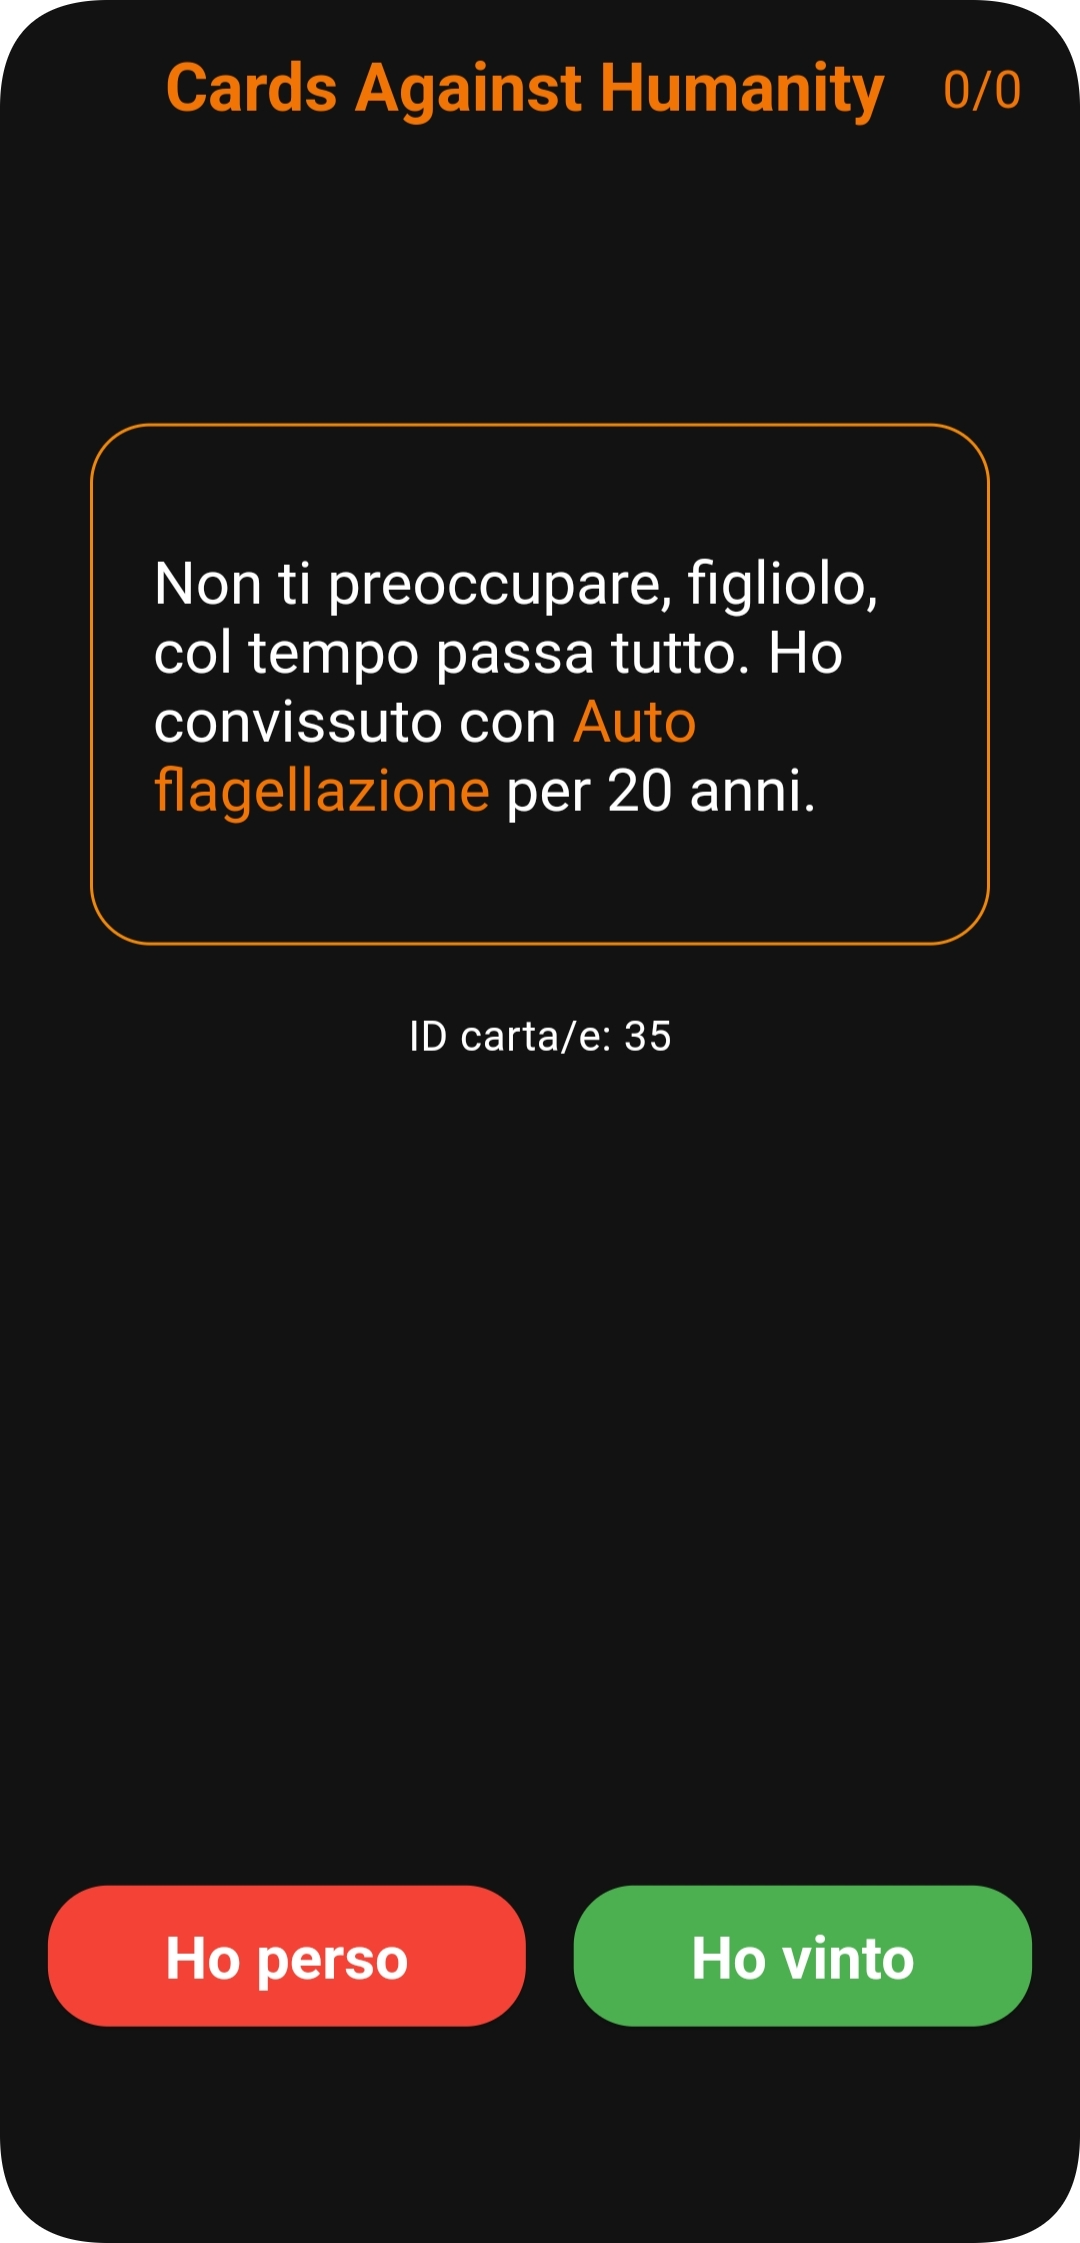 Cards Against Humanity 0/0
Non ti preoccupare, figliolo,
col tempo passa tutto. Ho
convissuto con Auto
flagellazione per 20 anni.
ID carta/e: 35
Ho perso
Ho vinto